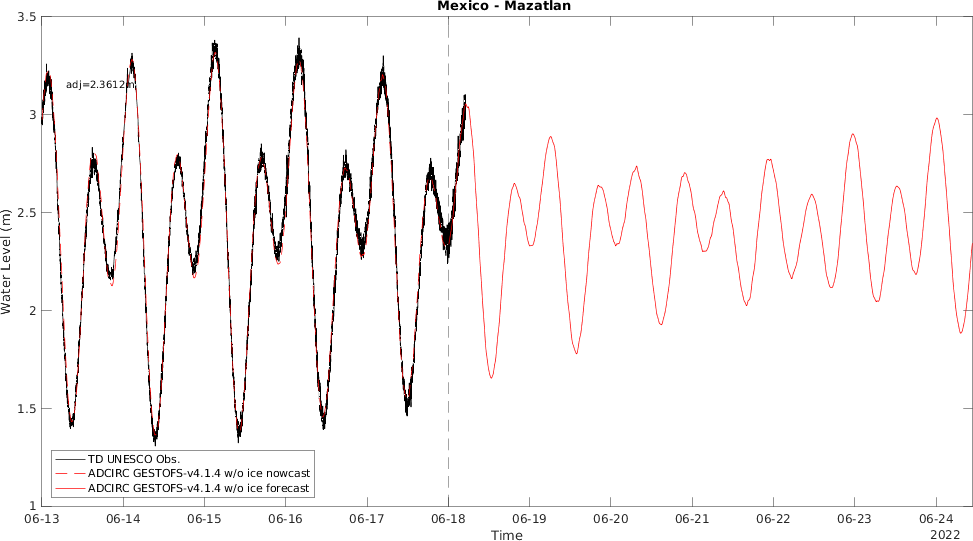 Mexico - Mazatlan
3.5
adj=2.3612m
3
2.5
Water Level (m)
2
1.5
TD UNESCO Obs.
ADCIRC GESTOFS-v4.1.4 w/o ice nowcast
ADCIRC GESTOFS-v4.1.4 w/o ice forecast
1
06-13 06-14 06-15 06-16 06-17 06-18 06-19 06-20 06-21 06-22 06-23 06-24
Time
2022